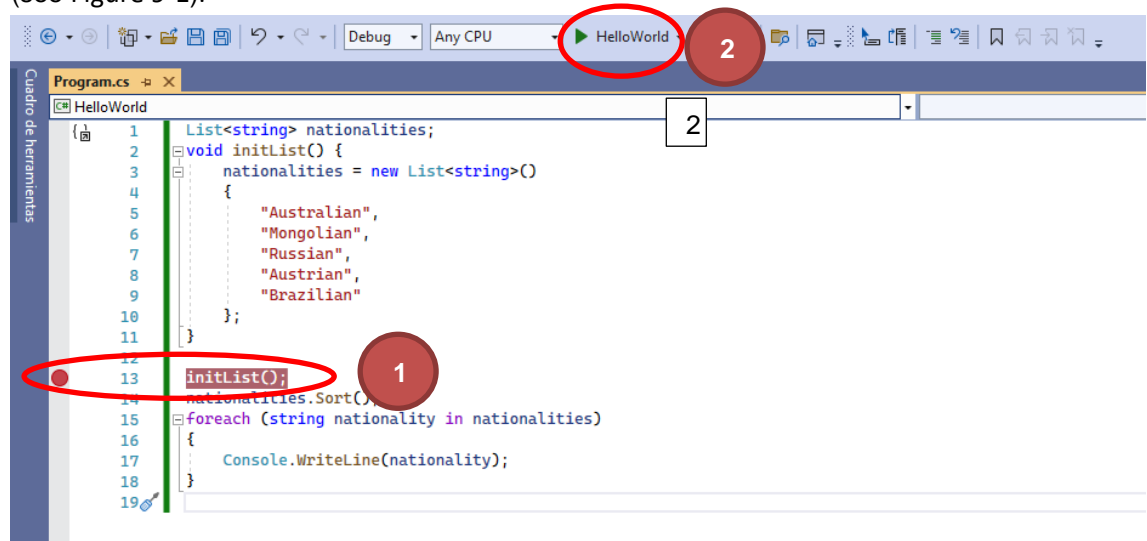 (see Figure
Debug Any CPU HelloWorld 2
Cuadro de herramientas
Program.cs
C# HelloWorld
2
1 List<string> nationalities;
2 void initList() {
3 nationalities = new List<string>()
4 {
5 "Australian",
6 "Mongolian",
7 "Russian",
8 "Austrian",
9 "Brazilian"
10 };
11 }
12
13 initList(); 1
14 nationalities.Sort()
15 foreach (string nationality in nationalities)
16 {
17 Console.WriteLine(nationality);
18 }
19